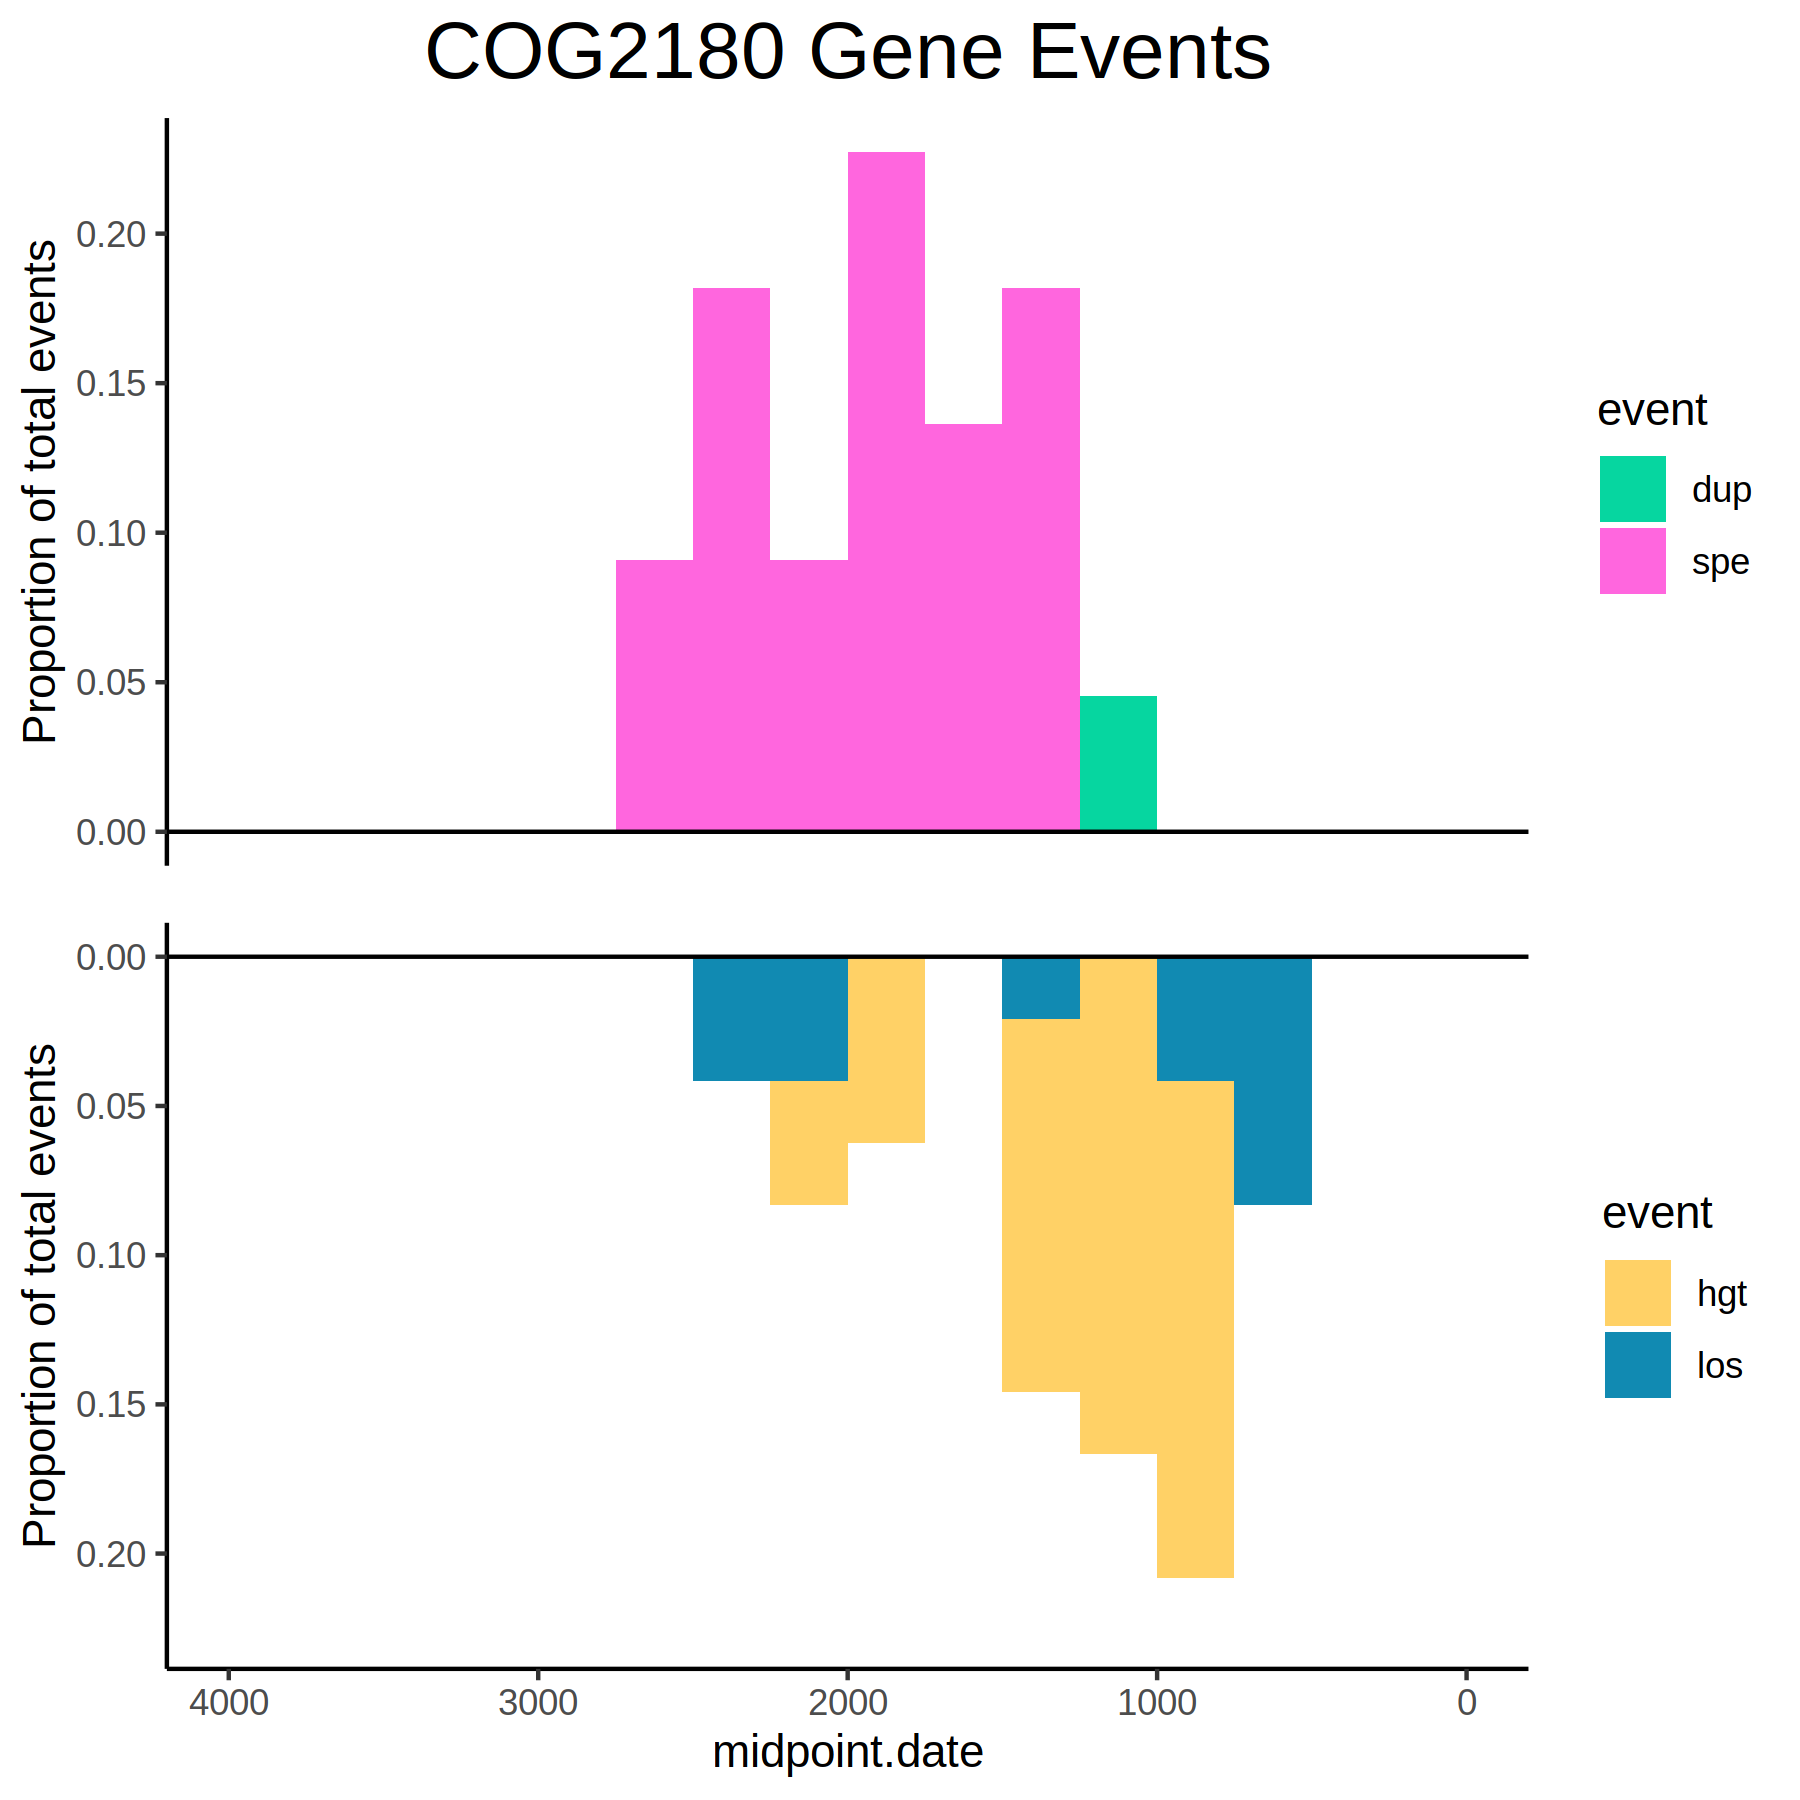 COG2180 Gene Events
Proportion of total events
0.20
0.15
0.10
0.05
0.00
event
dup
spe
Proportion of total events
0.00
0.05
0.10
0.15
0.20
event
hgt
los
4000 3000 2000 1000 0
midpoint.date